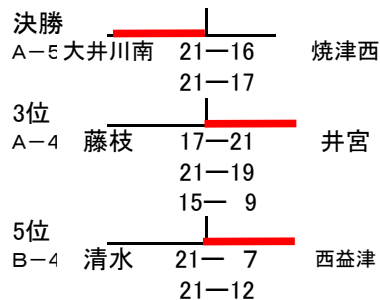 決勝
A－5 大井川南 21－16 焼津西
21－17
3位
A－4 藤枝 17－21 井宮
21－19
15－ 9
5位
B－4 清水 21－ 7 西益津
21－12